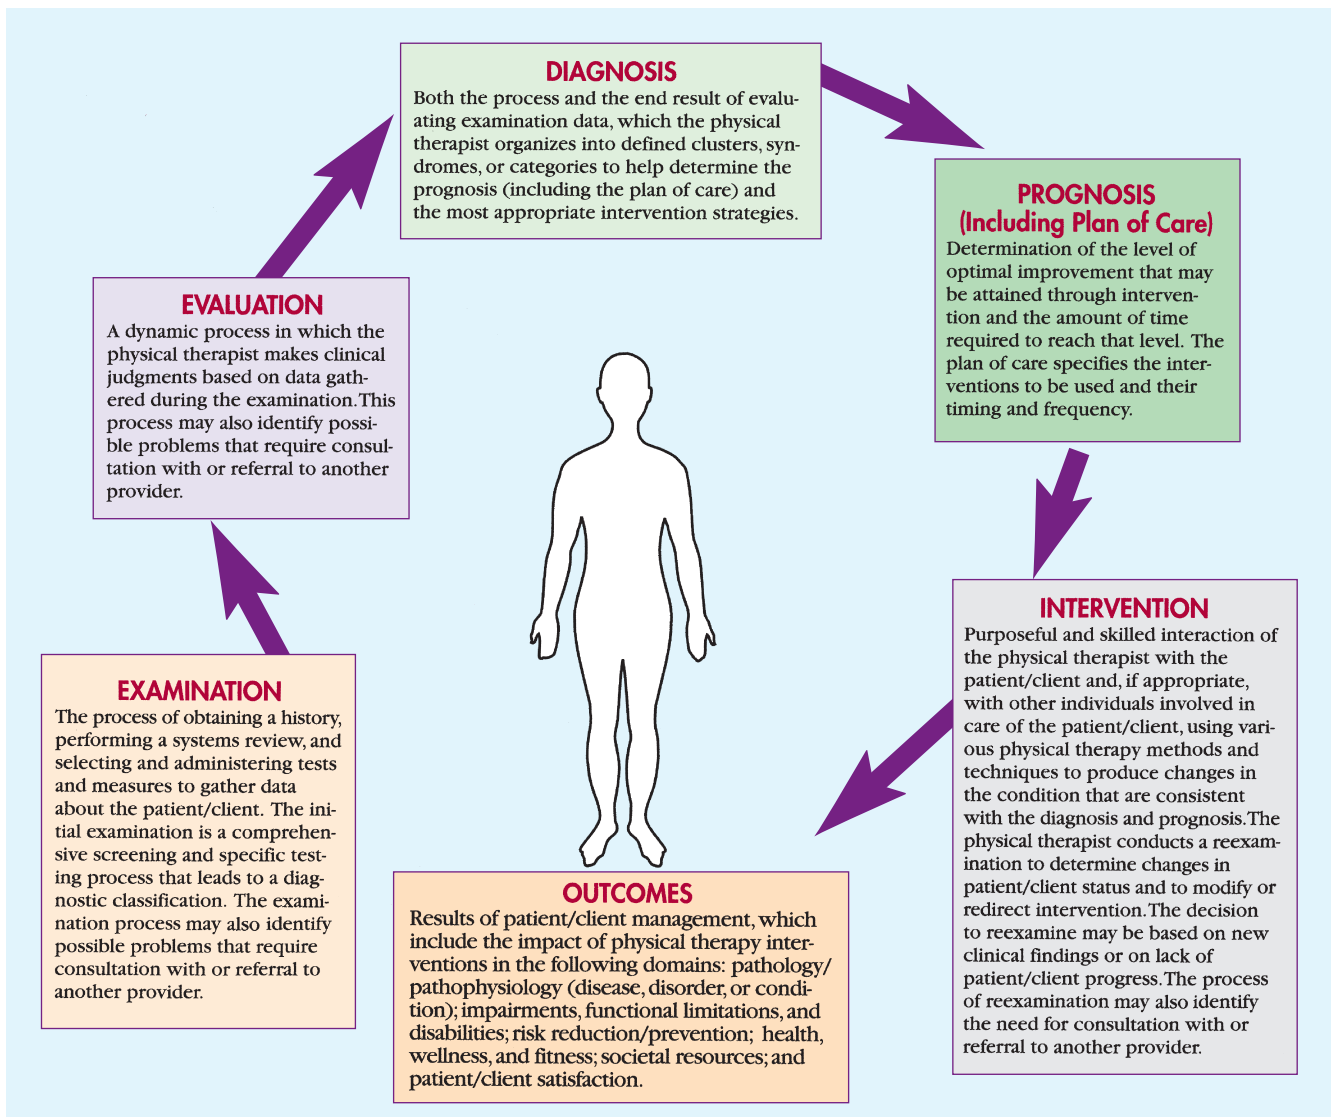 DIAGNOSIS
Both the process and the end result of evalu-
ating examination data, which the physical
therapist organizes into defined clusters, syn-
dromes, or categories to help determine the
prognosis (including the plan of care) and
the most appropriate intervention strategies.
PROGNOSIS
(Including Plan of Care)
Determination of the level of
optimal improvement that may
be attained through interven-
tion and the amount of time
required to reach that level. The
plan of care specifies the inter-
ventions to be used and their
timing and frequency.
EVALUATION
A dynamic process in which the
physical therapist makes clinical
judgments based on data gath-
ered during the examination. This
process may also identify possi-
ble problems that require consul-
tation with or referral to another
provider.
INTERVENTION
Purposeful and skilled interaction of
the physical therapist with the
patient/client and, if appropriate,
with other individuals involved in
care of the patient/client, using vari-
ous physical therapy methods and
techniques to produce changes in
the condition that are consistent
with the diagnosis and prognosis. The
physical therapist conducts a reexam-
ination to determine changes in
patient/client status and to modify or
redirect intervention. The decision
to reexamine may be based on new
clinical findings or on lack of
patient/client progress. The process
of reexamination may also identify
the need for consultation with or
referral to another provider.
EXAMINATION
The process of obtaining a history,
performing a systems review, and
selecting and administering tests
and measures to gather data
about the patient/client. The ini-
tial examination is a comprehen-
sive screening and specific test-
ing process that leads to a diag-
nostic classification. The exami-
nation process may also identify
possible problems that require
consultation with or referral to
another provider.
OUTCOMES
Results of patient/client management, which
include the impact of physical therapy inter-
ventions in the following domains: pathology/
pathophysiology (disease, disorder, or condi-
tion); impairments, functional limitations, and
disabilities; risk reduction/prevention; health,
wellness, and fitness; societal resources; and
patient/client satisfaction.